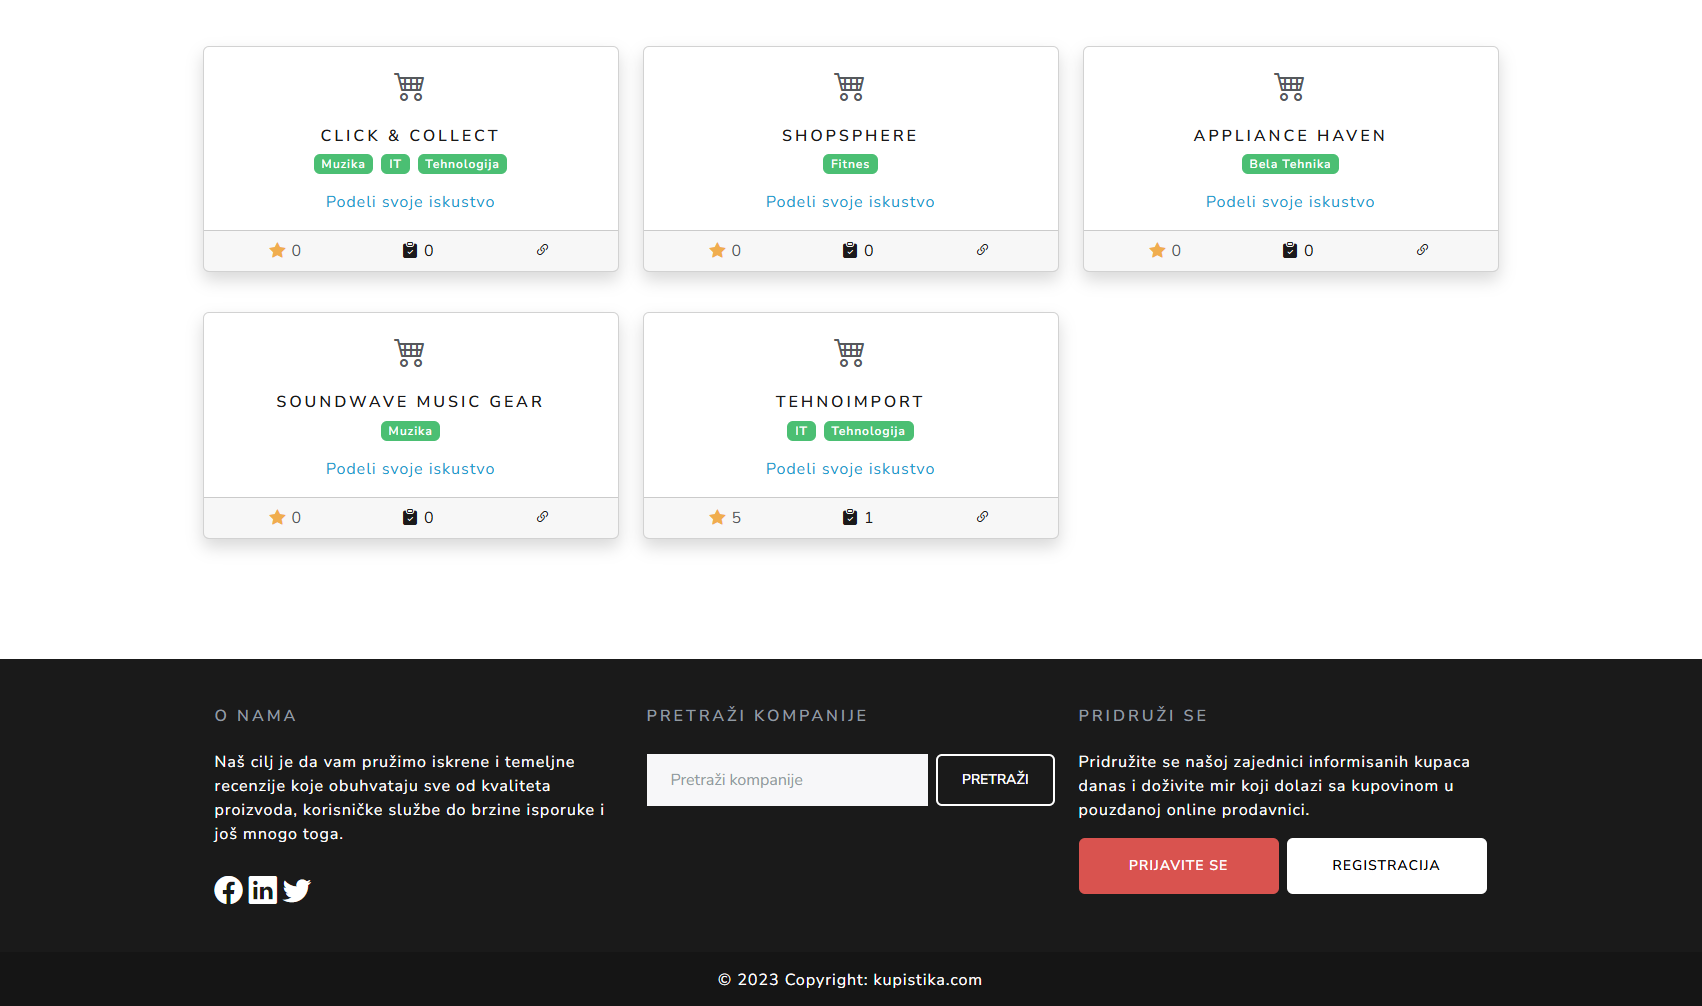 CLICK & COLLECT
Muzika IT Tehnologija
Podeli svoje iskustvo
0 0
SHOPSPHERE
Fitnes
Podeli svoje iskustvo
0 0
APPLIANCE HAVEN
Bela Tehnika
Podeli svoje iskustvo
0 0
SOUNDWAVE MUSIC GEAR
Muzika
Podeli svoje iskustvo
0 0
TEHNOIMPORT
IT Tehnologija
Podeli svoje iskustvo
5 1
O NAMA
Naš cilj je da vam pružimo iskrene i temeljne
recenzije koje obuhvataju sve od kvaliteta
proizvoda, korisničke službe do brzine isporuke i
još mnogo toga.
PRETRAŽI KOMPANIJE
Pretraži kompanije PRETRAŽI
PRIDRUŽI SE
Pridružite se našoj zajednici informisanih kupaca
danas i doživite mir koji dolazi sa kupovinom u
pouzdanoj online prodavnici.
PRIJAVITE SE REGISTRACIJA
© 2023 Copyright: kupistika.com